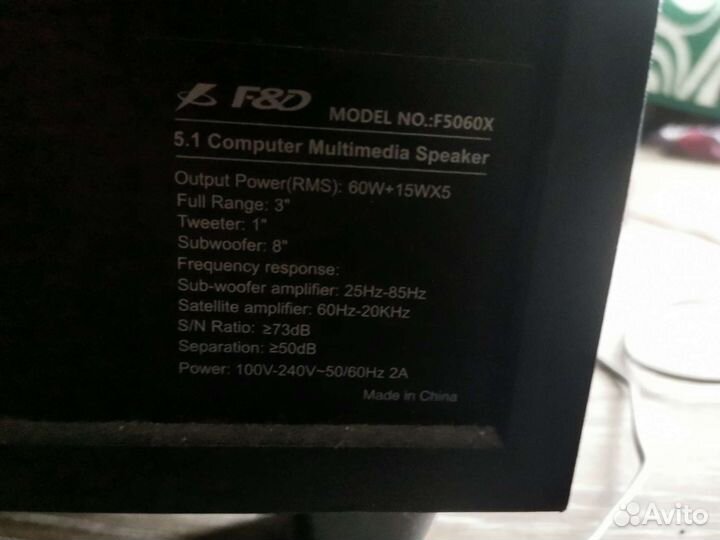 F&D
MODEL NO.:F5060X
5.1 Computer Multimedia Speaker
Output Power(RMS): 60W+15WX5
Full Range: 3"
Tweeter: 1"
Subwoofer: 8"
Frequency response:
Sub-woofer amplifier: 25Hz-85Hz
Satellite amplifier: 60Hz-20KHz
S/N Ratio: ≥73dB
Separation: ≥50dB
Power: 100V-240V~50/60Hz 2A
Made in China
Avito